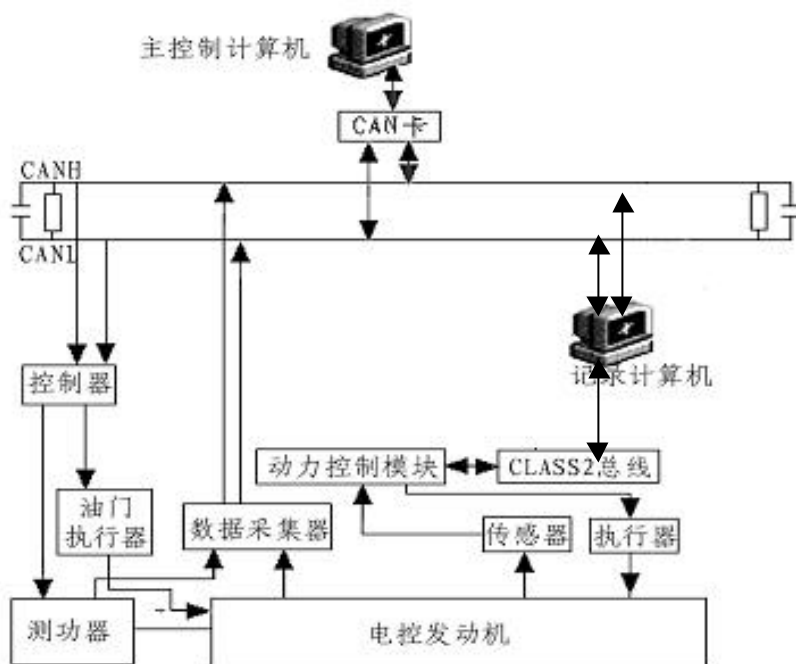 主控制计算机
CAN卡
CANH
CANL
控制器
记录计算机
动力控制模块
CLASS2总线
油门
执行器
数据采集器
传感器
执行器
测功器
电控发动机